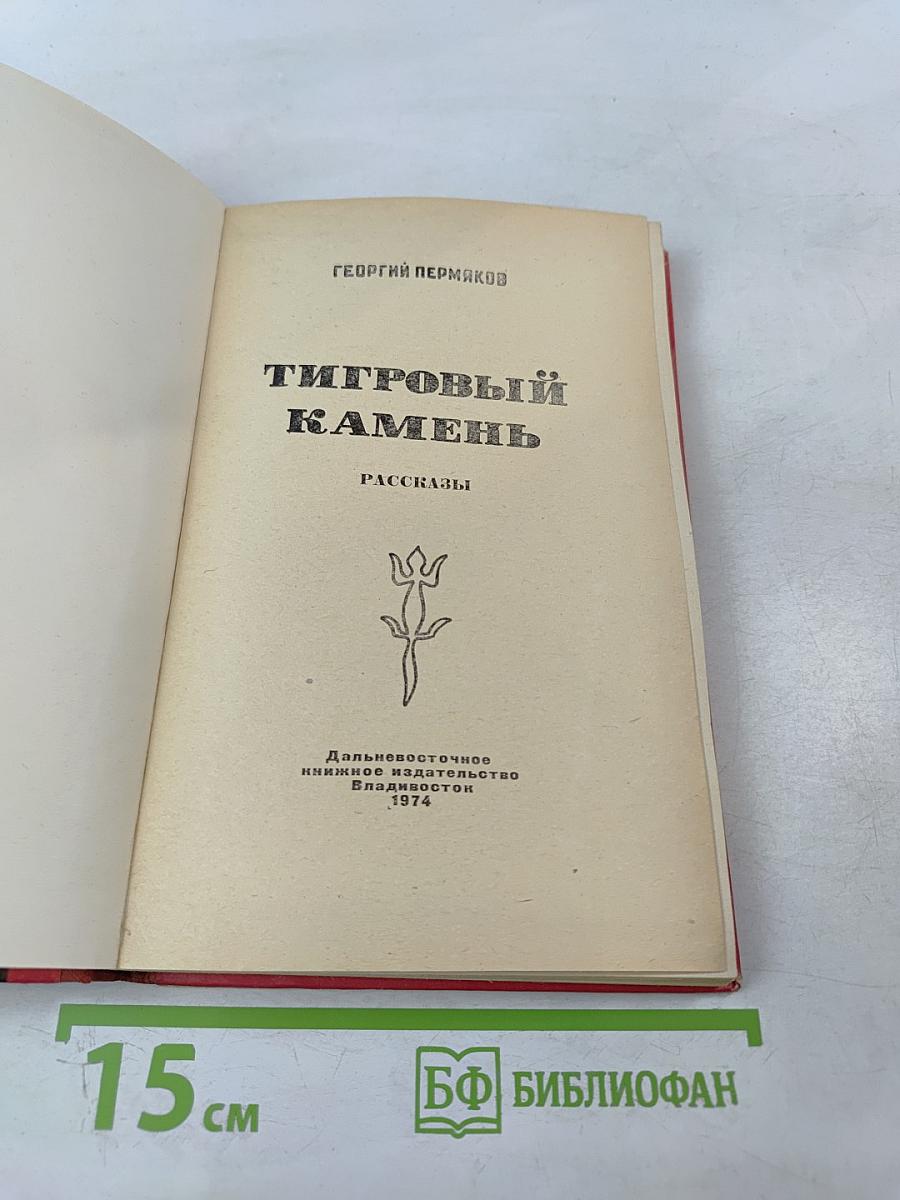 ГЕОРГИЙ ПЕРМЯКОВ
ТИГРОВЫЙ
КАМЕНЬ
РАССКАЗЫ
Дальневосточное
книжное издательство
Владивосток
1974
15 см
БФ БИБЛИОФАН